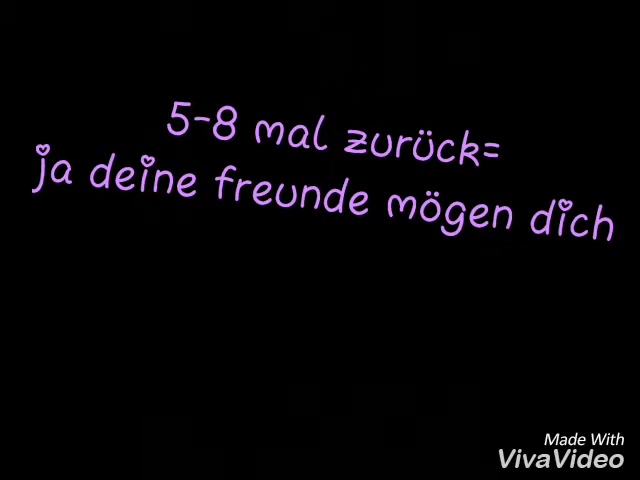 5-8 mal zurück=
ja deine freunde mögen dich
Made With
VivaVideo